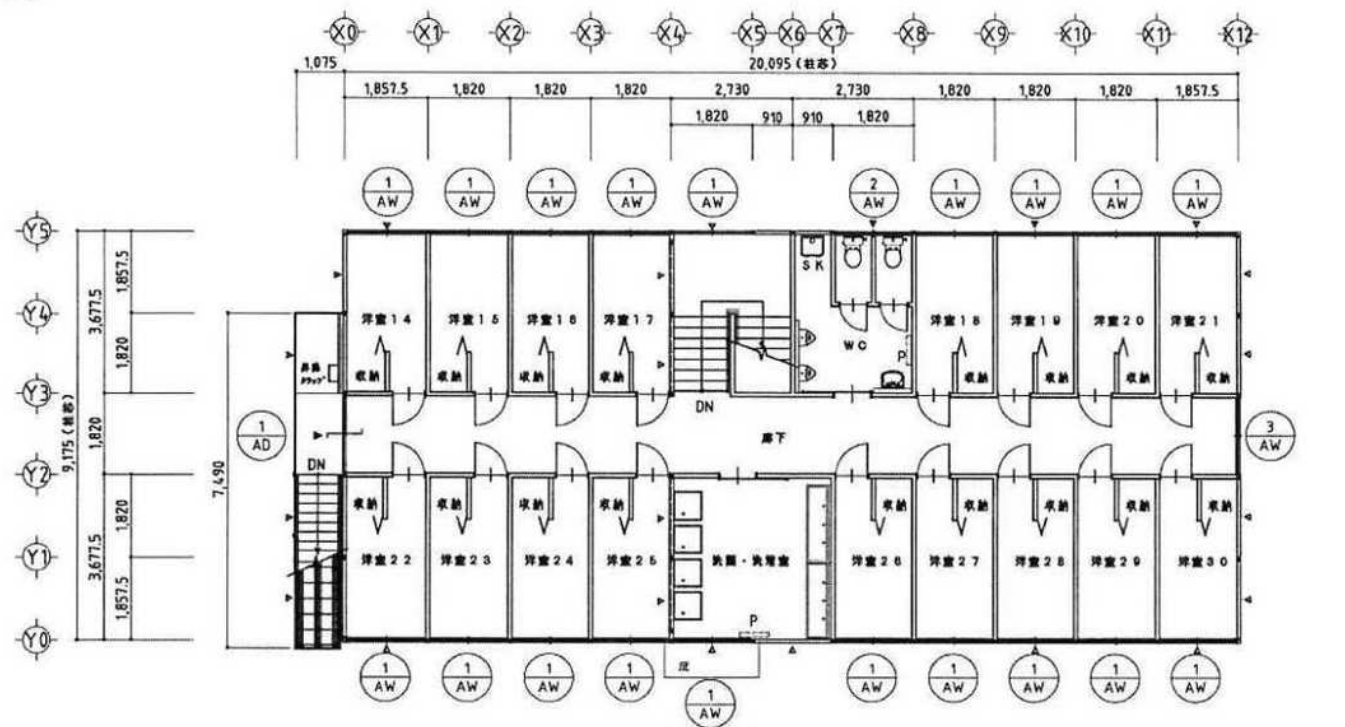 X0 X1 X2 X3 X4 X5 X6 X7 X8 X9 X10 X11 X12
1,075 20,095 (柱芯)
1,857.5 1,820 1,820 1,820 2,730 2,730 1,820 1,820 1,820 1,857.5
1,820 910 910 1,820
1 1 1 1 1 2 1 1 1 1
AW AW AW AW AW AW AW AW AW AW
Y5
Y4
Y3
Y2
Y1
Y0
9,175 (柱芯)
3,677.5
1,820
3,677.5
1,857.5
1,820
1,820
1,857.5
7,490
SK
洋室14 洋室15 洋室16 洋室17 洋室18 洋室19 洋室20 洋室21
WC
P
収納 収納 収納 収納 収納 収納 収納 収納
タラップ
DN
廊下
1
AD
3
AW
DN
収納 収納 収納 収納 収納 収納 収納 収納 収納
洋室22 洋室23 洋室24 洋室25 洗面・洗濯室 洋室26 洋室27 洋室28 洋室29 洋室30
P
庇
1 1 1 1 1 1 1 1 1 1
AW AW AW AW AW AW AW AW AW AW